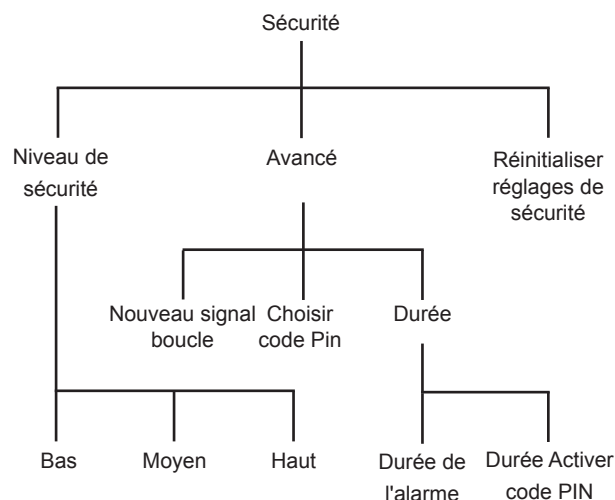 Sécurité
Niveau de
sécurité
Avancé
Réinitialiser
réglages de
sécurité
Nouveau signal
boucle
Choisir
code Pin
Durée
Bas
Moyen
Haut
Durée de
l'alarme
Durée Activer
code PIN